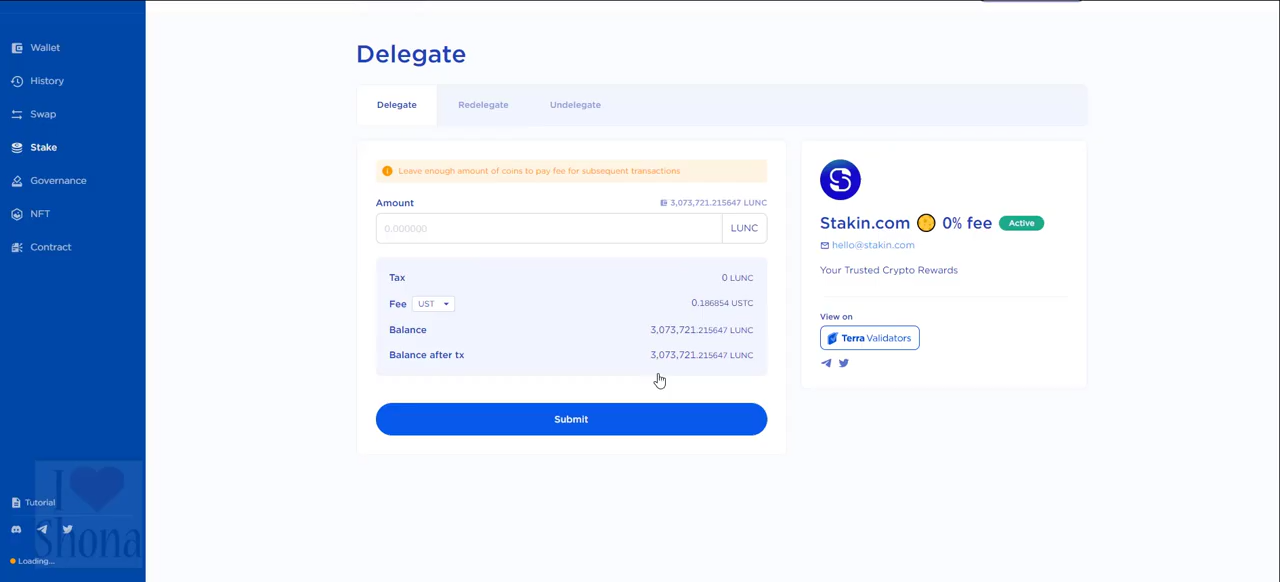 Wallet
History
Swap
Stake
Governance
NFT
Contract
Tutorial
I
Shona
Loading...
Delegate
Delegate Redelegate Undelegate
Leave enough amount of coins to pay fee for subsequent transactions
Amount 3,073,721.215647 LUNC
0.000000 LUNC
Tax 0 LUNC
Fee UST 0.186854 USTC
Balance 3,073,721.215647 LUNC
Balance after tx 3,073,721.215647 LUNC
Submit
S
Stakin.com 0% fee Active
hello@stakin.com
Your Trusted Crypto Rewards
View on
Terra Validators